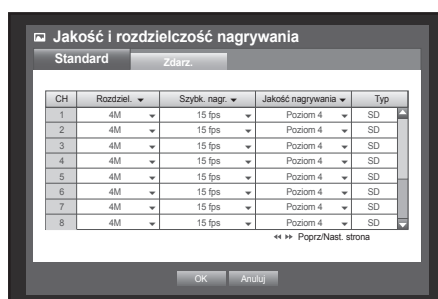 Jakość i rozdzielczość nagrywania
Standard Zdarz.
CH Rozdziel. Szybk. nagr. Jakość nagrywania Typ
1 4M 15 fps Poziom 4 SD
2 4M 15 fps Poziom 4 SD
3 4M 15 fps Poziom 4 SD
4 4M 15 fps Poziom 4 SD
5 4M 15 fps Poziom 4 SD
6 4M 15 fps Poziom 4 SD
7 4M 15 fps Poziom 4 SD
8 4M 15 fps Poziom 4 SD
Poprz/Nast. strona
OK Anuluj